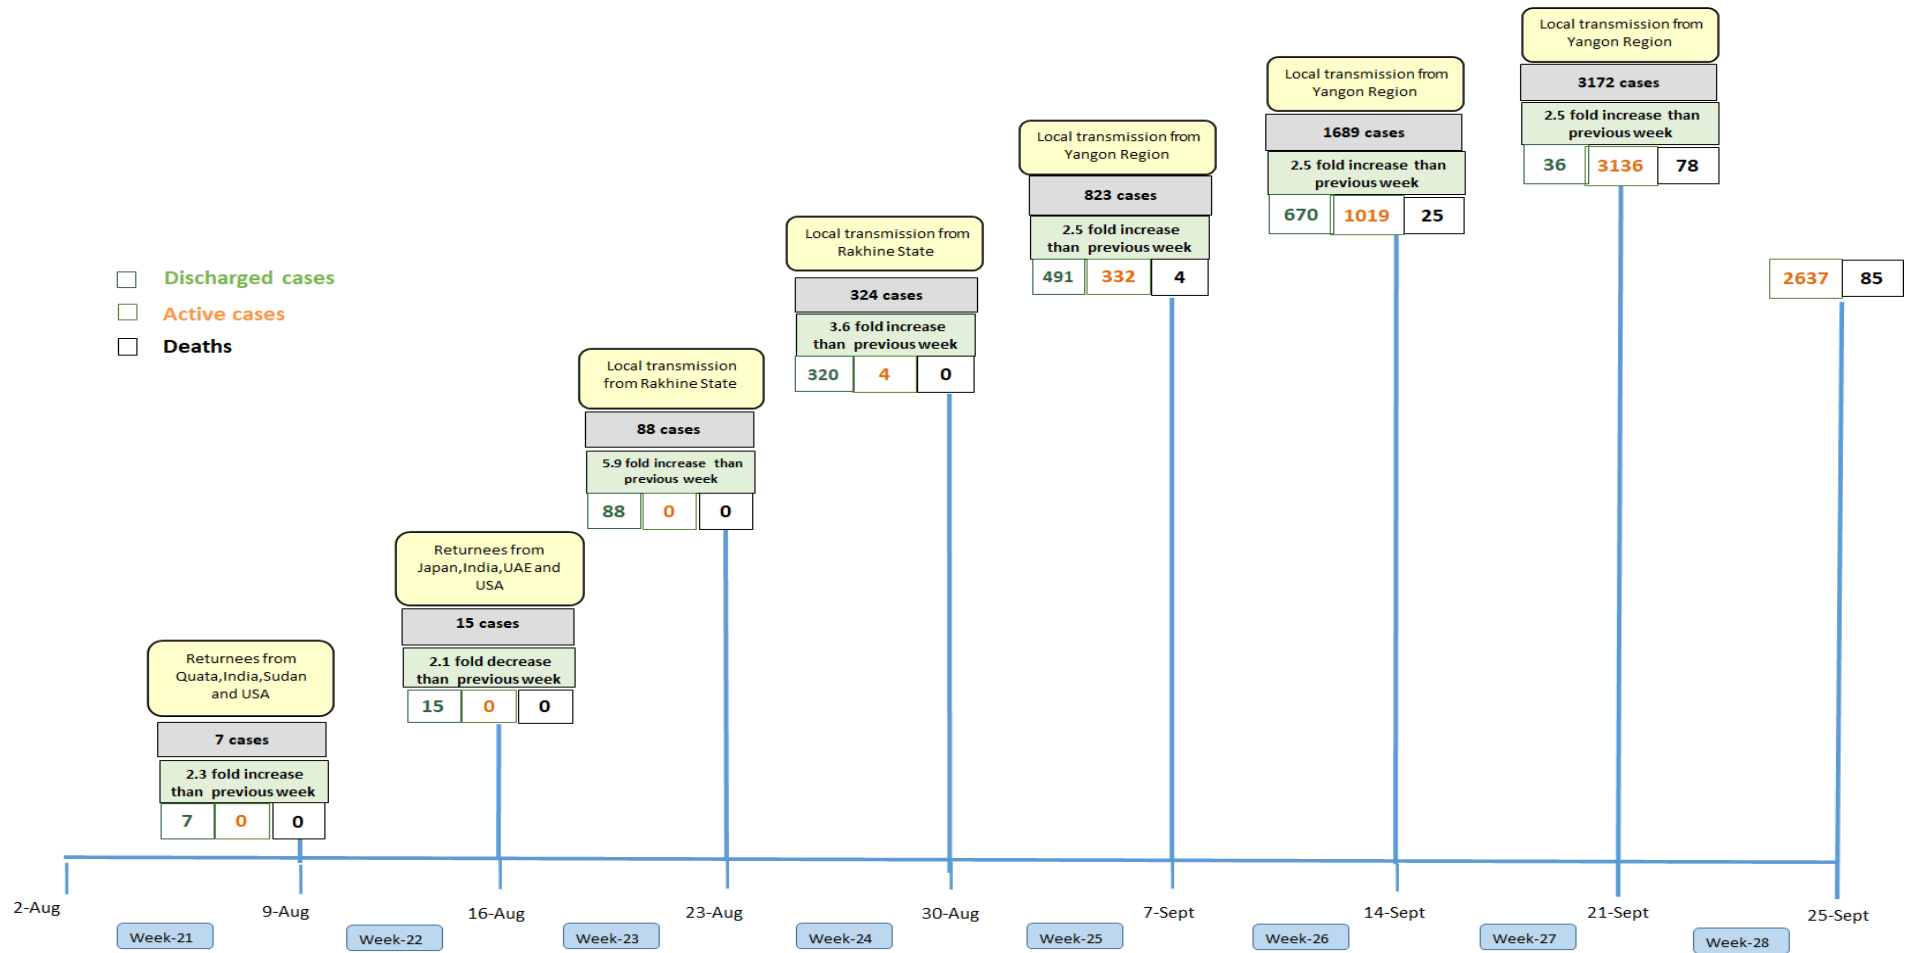 Discharged cases
Active cases
Deaths
Returnees from
Quata,India,Sudan
and USA
7 cases
2.3 fold increase
than previous week
7 0 0
Returnees from
Japan,India,UAE and
USA
15 cases
2.1 fold decrease
than previous week
15 0 0
Local transmission
from Rakhine State
88 cases
5.9 fold increase than
previous week
88 0 0
Local transmission from
Rakhine State
324 cases
3.6 fold increase
than previous week
320 4 0
Local transmission from
Yangon Region
823 cases
2.5 fold increase
than previous week
491 332 4
Local transmission from
Yangon Region
1689 cases
2.5 fold increase than
previous week
670 1019 25
Local transmission from
Yangon Region
3172 cases
2.5 fold increase than
previous week
36 3136 78
2637 85
2-Aug 9-Aug 16-Aug 23-Aug 30-Aug 7-Sept 14-Sept 21-Sept 25-Sept
Week-21 Week-22 Week-23 Week-24 Week-25 Week-26 Week-27 Week-28